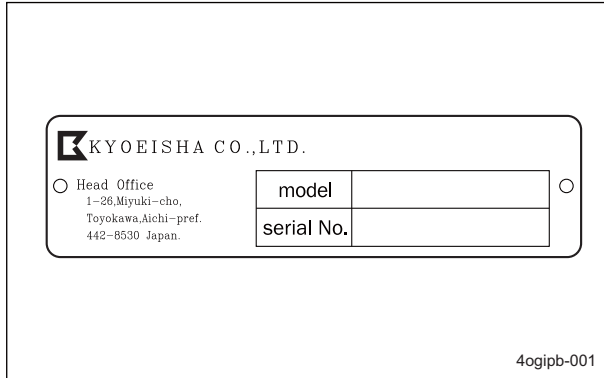 KYOEISHA CO.,LTD.
Head Office
1-26,Miyuki-cho,
Toyokawa,Aichi-pref.
442-8530 Japan.
model
serial No.
4ogipb-001